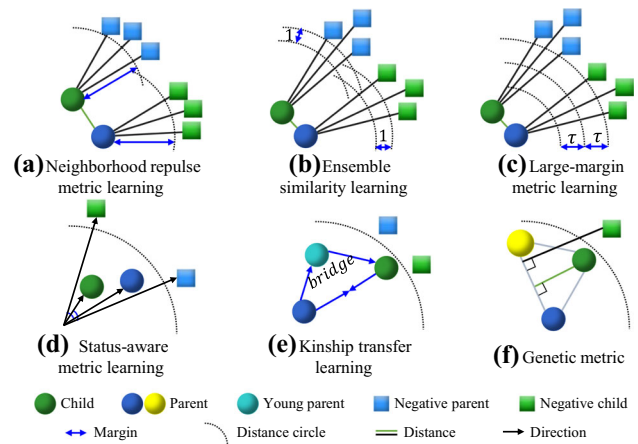 1
1
τ τ
(a) Neighborhood repulse
metric learning
(b) Ensemble
similarity learning
(c) Large-margin
metric learning
bridge
(d) Status-aware
metric learning
(e) Kinship transfer
learning
(f) Genetic metric
Child Parent Young parent Negative parent Negative child
Margin Distance circle Distance Direction